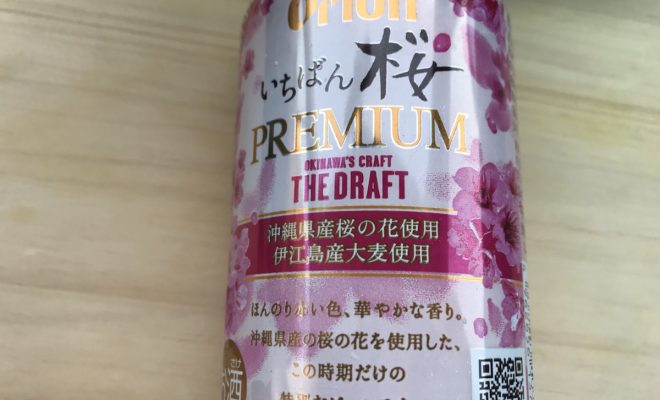 Orion
いちばん桜
PREMIUM
OKINAWA'S CRAFT
THE DRAFT
沖縄県産桜の花使用
伊江島産大麦使用
ほんのり赤い色、華やかな香り。
沖縄県産の桜の花を使用した、
この時期だけの
お酒